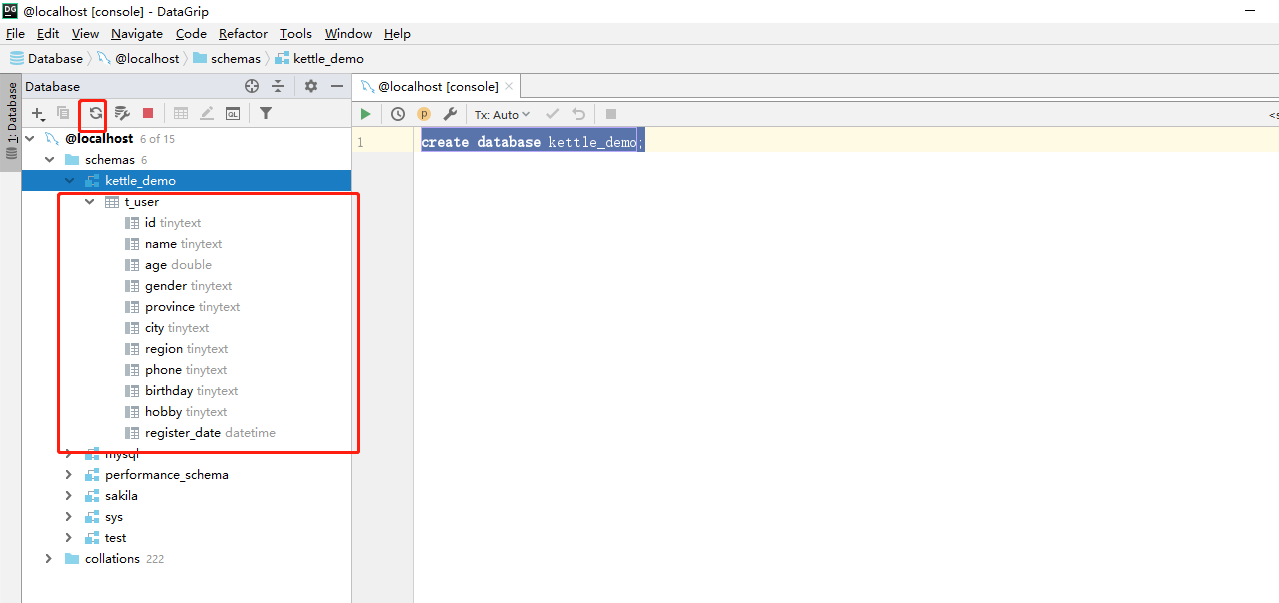 DG @localhost [console] - DataGrip
File Edit View Navigate Code Refactor Tools Window Help
Database @localhost schemas kettle_demo
1: Database
Database
@localhost [console]
QL
p
Tx: Auto
@localhost 6 of 15
schemas 6
kettle_demo
t_user
id tinytext
name tinytext
age double
gender tinytext
province tinytext
city tinytext
region tinytext
phone tinytext
birthday tinytext
hobby tinytext
register_date datetime
mysql
performance_schema
sakila
sys
test
collations 222
1 create database kettle_demo;